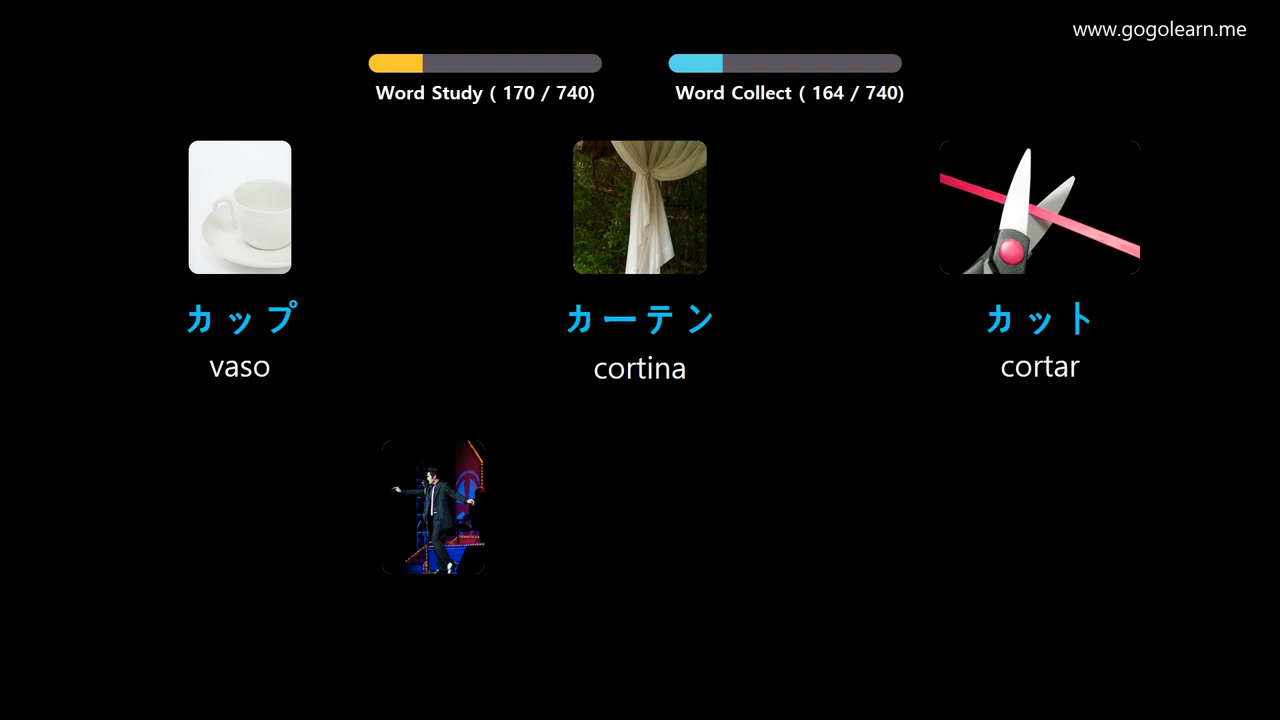 www.gogolearn.me
Word Study ( 170 / 740)
Word Collect ( 164 / 740)
カップ
カーテン
カット
vaso
cortina
cortar